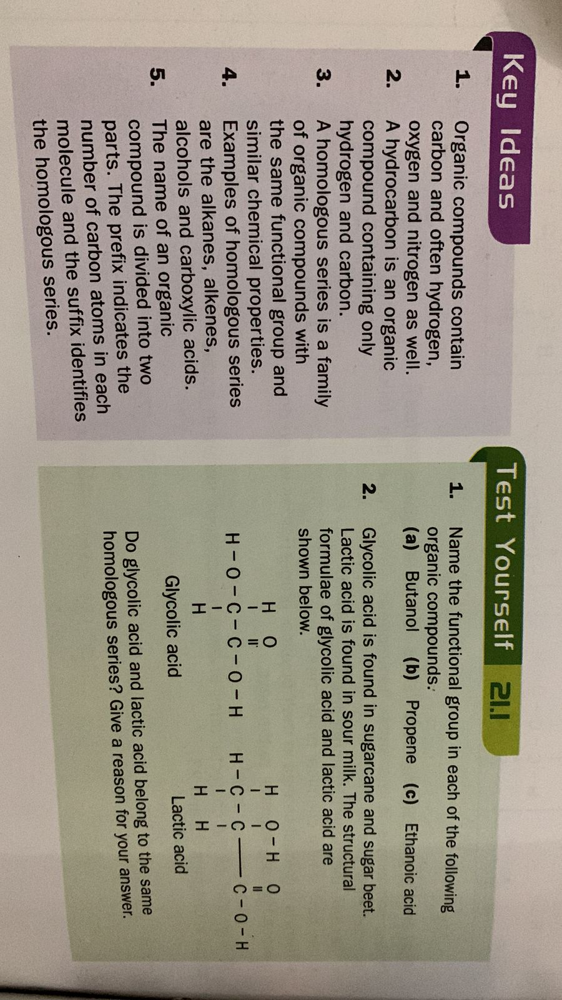 Key Ideas
1. Organic compounds contain
carbon and often hydrogen,
oxygen and nitrogen as well.
2. A hydrocarbon is an organic
compound containing only
hydrogen and carbon.
3. A homologous series is a family
of organic compounds with
the same functional group and
similar chemical properties.
4. Examples of homologous series
are the alkanes, alkenes,
alcohols and carboxylic acids.
5. The name of an organic
compound is divided into two
parts. The prefix indicates the
number of carbon atoms in each
molecule and the suffix identifies
the homologous series.
Test Yourself 21.1
1. Name the functional group in each of the following
organic compounds.
(a) Butanol (b) Propene (c) Ethanoic acid
2. Glycolic acid is found in sugarcane and sugar beet.
Lactic acid is found in sour milk. The structural
formulae of glycolic acid and lactic acid are
shown below.
H O
H – O – C – C – O – H
H
Glycolic acid
H O – H O
H – C – C — C – O – H
H H
Lactic acid
Do glycolic acid and lactic acid belong to the same
homologous series? Give a reason for your answer.